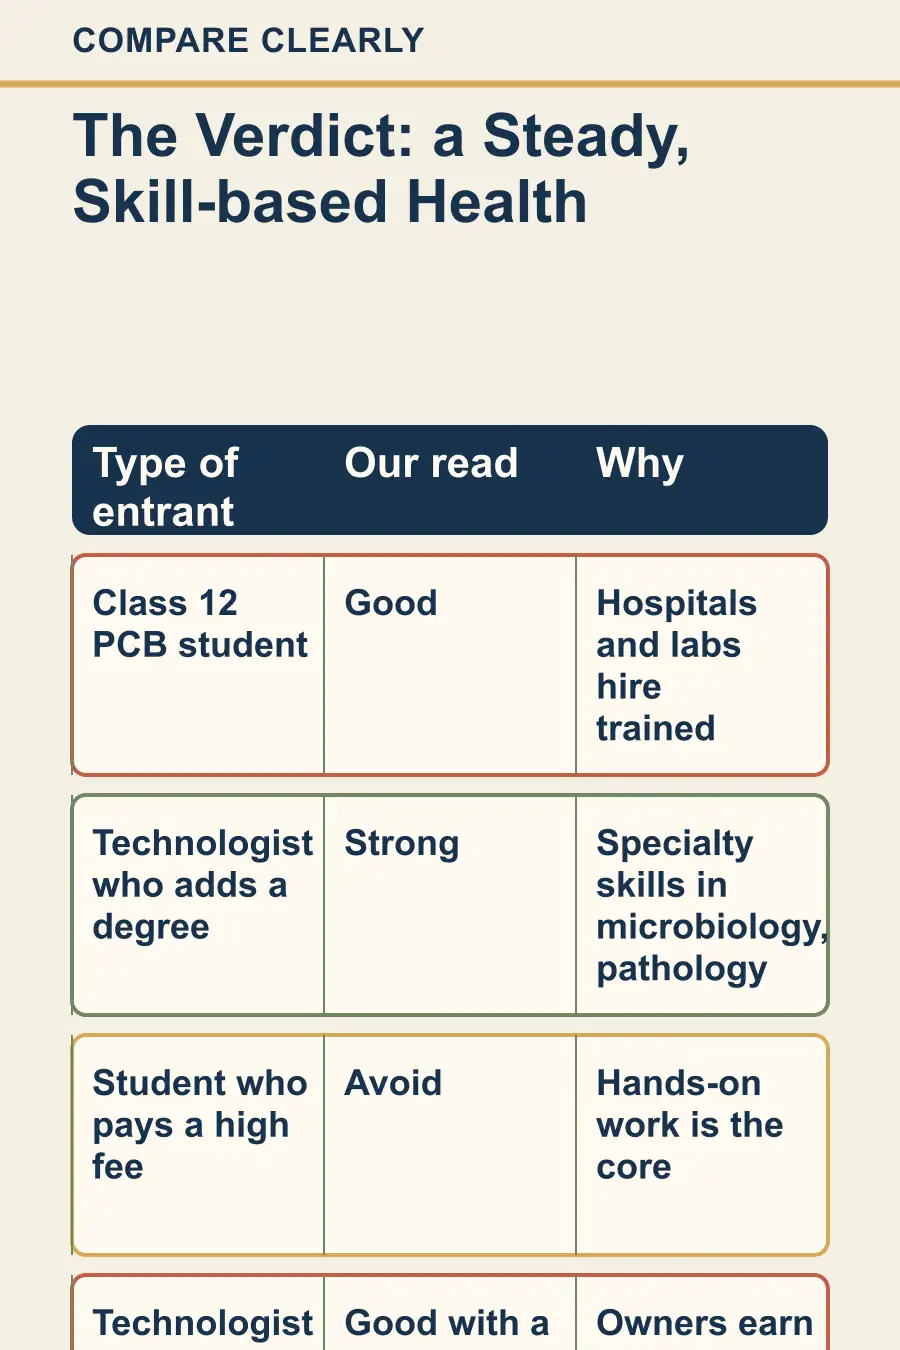 COMPARE CLEARLY
The Verdict: a Steady,
Skill-based Health
Type of
entrant
Our read
Why
Class 12
PCB student
Good
Hospitals
and labs
hire
trained
Technologist
who adds a
degree
Strong
Specialty
skills in
microbiology,
pathology
Student who
pays a high
fee
Avoid
Hands-on
work is the
core
Technologist
Good with a
Owners earn